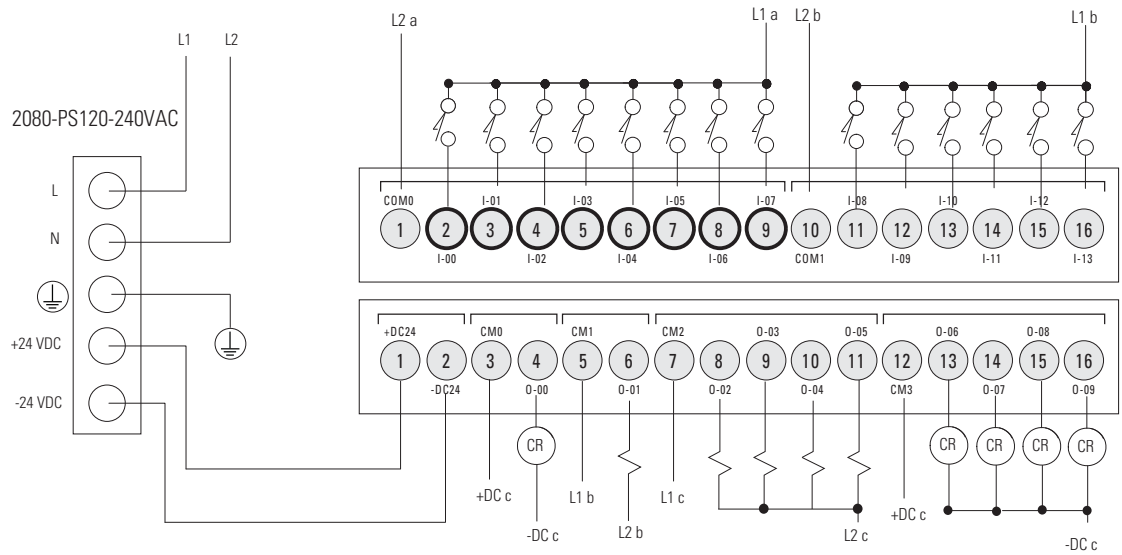 L2 a
L1 a
L2 b
L1 b
L1
L2
2080-PS120-240VAC
L
N
+24 VDC
-24 VDC
COM0
I-01
I-03
I-05
I-07
I-08
I-10
I-12
1
2
3
4
5
6
7
8
9
10
11
12
13
14
15
16
I-00
I-02
I-04
I-06
COM1
I-09
I-11
I-13
+DC24
CM0
CM1
CM2
O-03
O-05
O-06
O-08
1
2
3
4
5
6
7
8
9
10
11
12
13
14
15
16
-DC24
O-00
O-01
O-02
O-04
CM3
O-07
O-09
CR
CR
CR
CR
CR
+DC c
-DC c
L1 b
L2 b
L1 c
L2 c
+DC c
-DC c